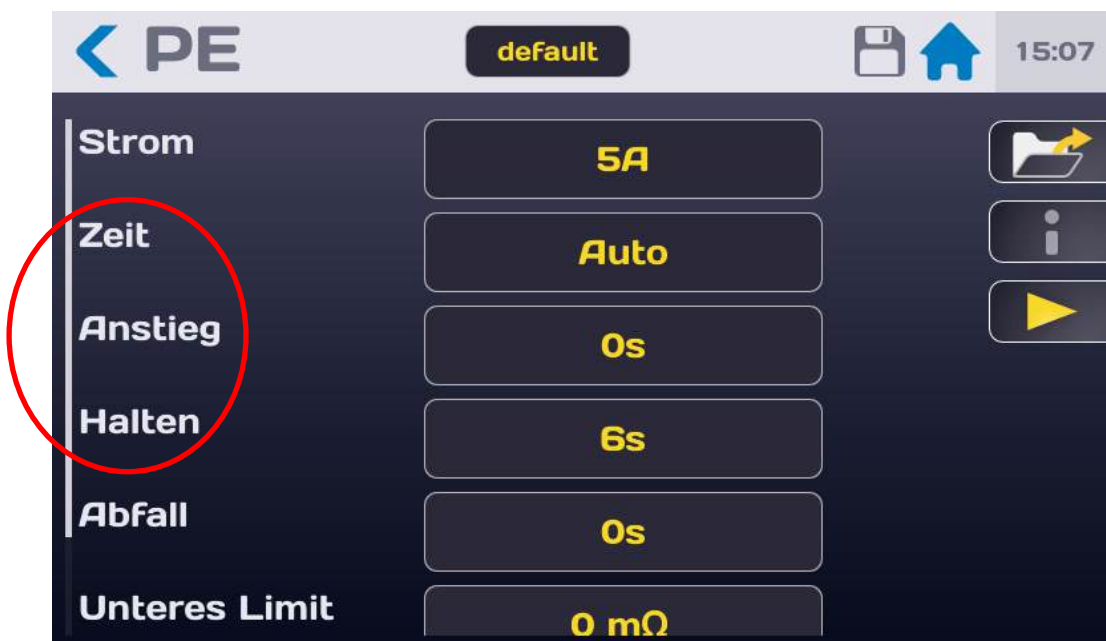 PE default 15:07
Strom 5A
Zeit Auto
Anstieg 0s
Halten 6s
Abfall 0s
Unteres Limit 0 mΩ